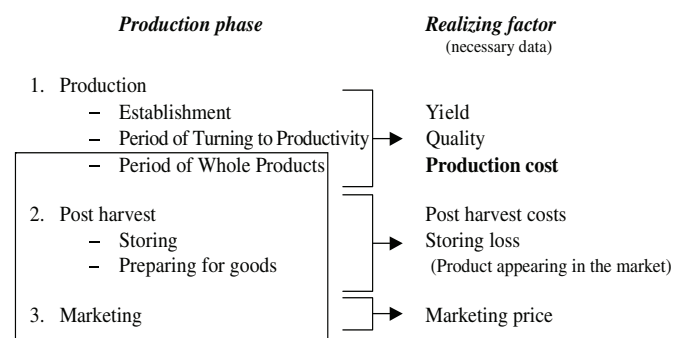 Production phase Realizing factor
(necessary data)
1. Production
– Establishment Yield
– Period of Turning to Productivity Quality
– Period of Whole Products Production cost
2. Post harvest Post harvest costs
– Storing Storing loss
– Preparing for goods (Product appearing in the market)
3. Marketing Marketing price